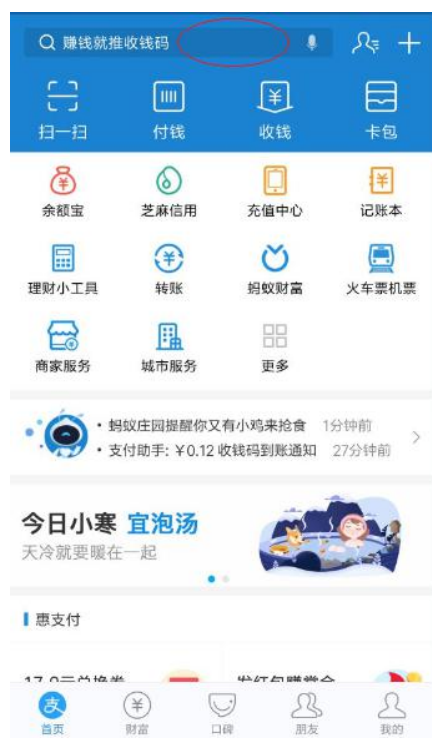 赚钱就推收钱码
扫一扫 付钱 收钱 卡包
余额宝 芝麻信用 充值中心 记账本
理财小工具 转账 蚂蚁财富 火车票机票
商家服务 城市服务 更多
· 蚂蚁庄园提醒你又有小鸡来抢食 1分钟前
· 支付助手: ¥0.12 收钱码到账通知 27分钟前
今日小寒 宜泡汤
天冷就要暖在一起
惠支付
支
首页 财富 口碑 朋友 我的